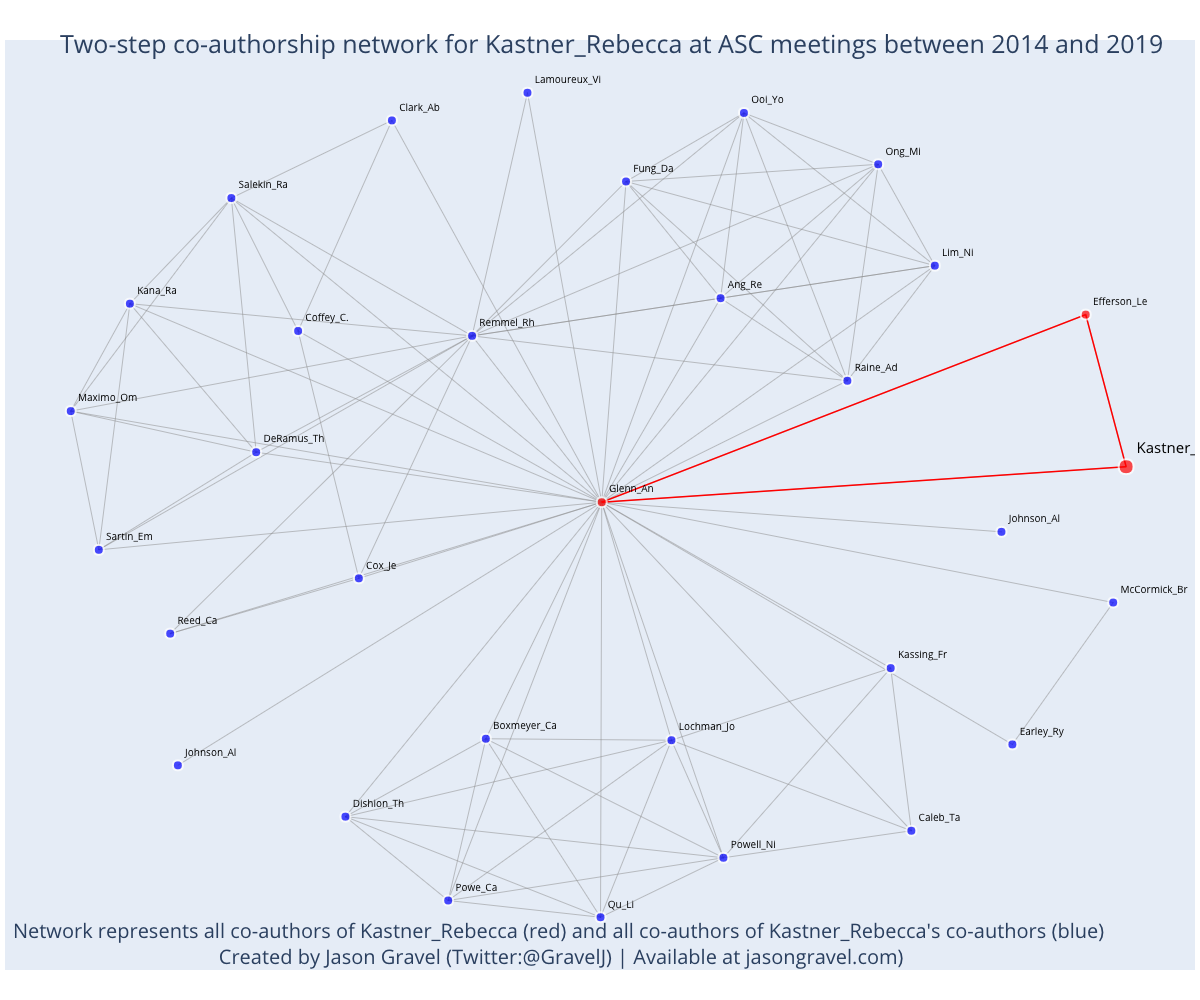 Two-step co-authorship network for Kastner_Rebecca at ASC meetings between 2014 and 2019
Lamoureux_Vi
Clark_Ab
Ooi_Yo
Ong_Mi
Fung_Da
Salekin_Ra
Lim_Ni
Ang_Re
Kana_Ra
Efferson_Le
Coffey_C.
Remmel_Rh
Raine_Ad
Maximo_Om
DeRamus_Th
Kastner_
Glenn_An
Johnson_Al
Sartin_Em
Cox_Je
McCormick_Br
Reed_Ca
Kassing_Fr
Boxmeyer_Ca
Lochman_Jo
Earley_Ry
Johnson_Al
Dishion_Th
Caleb_Ta
Powell_Ni
Powe_Ca
Qu_LI
Network represents all co-authors of Kastner_Rebecca (red) and all co-authors of Kastner_Rebecca's co-authors (blue)
Created by Jason Gravel (Twitter:@GravelJ) | Available at jasongravel.com)